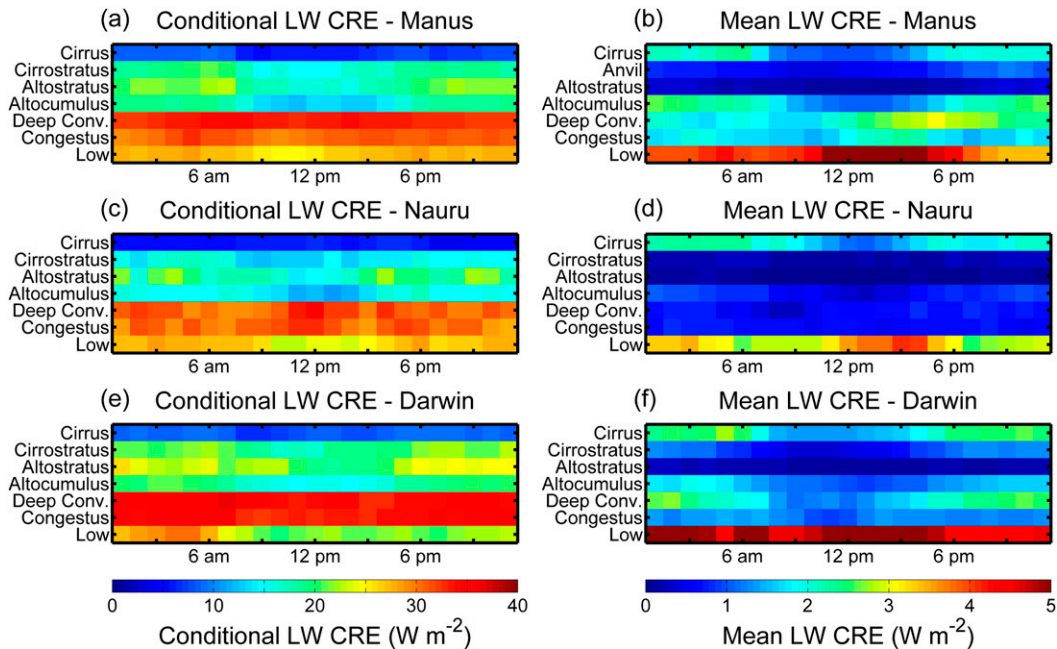 (a) Conditional LW CRE - Manus
Cirrus
Cirrostratus
Altostratus
Altocumulus
Deep Conv.
Congestus
Low
6 am 12 pm 6 pm
(b) Mean LW CRE - Manus
Cirrus
Anvil
Altostratus
Altocumulus
Deep Conv.
Congestus
Low
6 am 12 pm 6 pm
(c) Conditional LW CRE - Nauru
Cirrus
Cirrostratus
Altostratus
Altocumulus
Deep Conv.
Congestus
Low
6 am 12 pm 6 pm
(d) Mean LW CRE - Nauru
Cirrus
Cirrostratus
Altostratus
Altocumulus
Deep Conv.
Congestus
Low
6 am 12 pm 6 pm
(e) Conditional LW CRE - Darwin
Cirrus
Cirrostratus
Altostratus
Altocumulus
Deep Conv.
Congestus
Low
6 am 12 pm 6 pm
(f) Mean LW CRE - Darwin
Cirrus
Cirrostratus
Altostratus
Altocumulus
Deep Conv.
Congestus
Low
6 am 12 pm 6 pm
0 10 20 30 40
Conditional LW CRE (W m⁻²)
0 1 2 3 4 5
Mean LW CRE (W m⁻²)